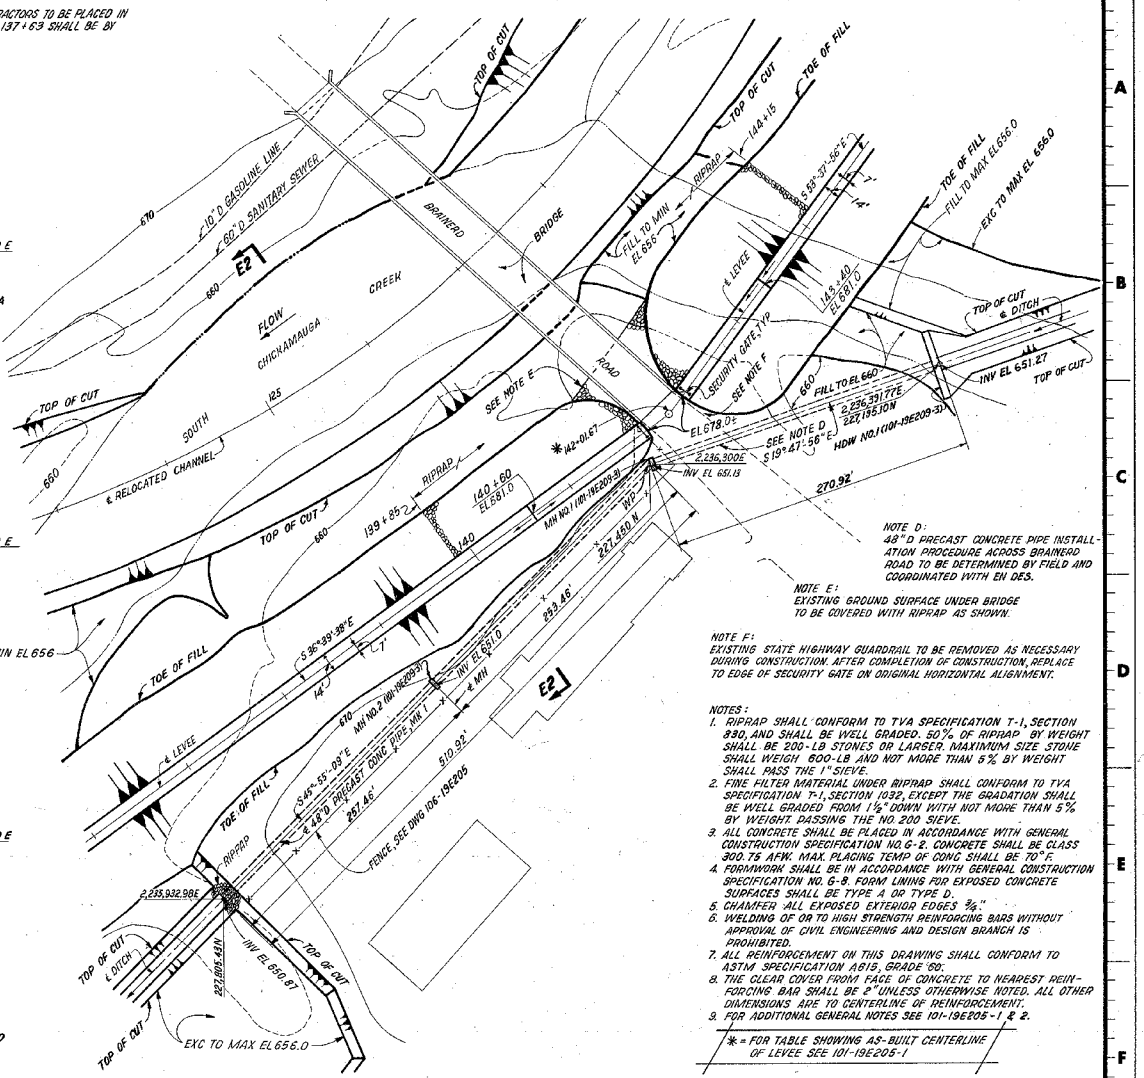 RACTORS TO BE PLACED IN
137+63 SHALL BE BY
TOP OF CUT
TOP OF CUT
TOE OF FILL
144+15
RIPRAP
S 53°-37'-56" E
7'
14'
TOE OF FILL
FILL TO MAX EL 656.0
EXC TO MAX EL 656.0
10" D GASOLINE LINE
60" D SANITARY SEWER
670
660
E2
BRAINERD
BRIDGE
FILL TO MIN
EL 656
℄ LEVEE
143+40
EL 681.0
TOP OF CUT
℄ DITCH
FLOW
CREEK
CHICKAMAUGA
SOUTH
125
℄ RELOCATED CHANNEL
TOP OF CUT
660
SEE NOTE E
ROAD
SECURITY GATE, TYP
SEE NOTE F
660
FILL TO EL 660
INV EL 651.27
TOP OF CUT
2,236,391.77E
227,195.10N
HDW NO.1 (101-19E209-3)
EL 678.0±
SEE NOTE D
S 19°-47'-56" E
2,236,300E
INV EL 651.13
270.92'
* 142+01.67
RIPRAP
140+60
EL 681.0
139+85
140
MH NO.1 (101-19E209-3)
WP
227,450 N
TOP OF CUT
660
NOTE D:
48" D PRECAST CONCRETE PIPE INSTALL-
ATION PROCEDURE ACROSS BRAINERD
ROAD TO BE DETERMINED BY FIELD AND
COORDINATED WITH EN DES.
NOTE E:
EXISTING GROUND SURFACE UNDER BRIDGE
TO BE COVERED WITH RIPRAP AS SHOWN.
NOTE F:
EXISTING STATE HIGHWAY GUARDRAIL TO BE REMOVED AS NECESSARY
DURING CONSTRUCTION. AFTER COMPLETION OF CONSTRUCTION, REPLACE
TO EDGE OF SECURITY GATE ON ORIGINAL HORIZONTAL ALIGNMENT.
IN EL 656
TOE OF FILL
S 36°-39'-38" E
7'
14'
253.46'
INV EL 651.0
℄ MH
E2
MH NO.2 (101-19E209-3)
670
℄ LEVEE
S 45°-55'-09" E
℄ 48" D PRECAST CONC PIPE, MK 1
257.46'
510.92'
FENCE, SEE DWG 106-19E205
TOE OF FILL
RIPRAP
2,235,932.98E
227,805.43N
INV EL 650.87
TOP OF CUT
TOP OF CUT
℄ DITCH
TOP OF CUT
EXC TO MAX EL 656.0
NOTES:
1. RIPRAP SHALL CONFORM TO TVA SPECIFICATION T-1, SECTION
830, AND SHALL BE WELL GRADED. 50% OF RIPRAP BY WEIGHT
SHALL BE 200-LB STONES OR LARGER. MAXIMUM SIZE STONE
SHALL WEIGH 600-LB AND NOT MORE THAN 5% BY WEIGHT
SHALL PASS THE 1" SIEVE.
2. FINE FILTER MATERIAL UNDER RIPRAP SHALL CONFORM TO TVA
SPECIFICATION T-1, SECTION 1032, EXCEPT THE GRADATION SHALL
BE WELL GRADED FROM 1 1/2" DOWN WITH NOT MORE THAN 5%
BY WEIGHT PASSING THE NO. 200 SIEVE.
3. ALL CONCRETE SHALL BE PLACED IN ACCORDANCE WITH GENERAL
CONSTRUCTION SPECIFICATION NO. G-2. CONCRETE SHALL BE CLASS
300.75 AFW. MAX. PLACING TEMP OF CONC SHALL BE 70°F.
4. FORMWORK SHALL BE IN ACCORDANCE WITH GENERAL CONSTRUCTION
SPECIFICATION NO. G-8. FORM LINING FOR EXPOSED CONCRETE
SURFACES SHALL BE TYPE A OR TYPE D.
5. CHAMFER ALL EXPOSED EXTERIOR EDGES 3/4".
6. WELDING OF OR TO HIGH STRENGTH REINFORCING BARS WITHOUT
APPROVAL OF CIVIL ENGINEERING AND DESIGN BRANCH IS
PROHIBITED.
7. ALL REINFORCEMENT ON THIS DRAWING SHALL CONFORM TO
ASTM SPECIFICATION A615, GRADE 60.
8. THE CLEAR COVER FROM FACE OF CONCRETE TO NEAREST REIN-
FORCING BAR SHALL BE 2" UNLESS OTHERWISE NOTED. ALL OTHER
DIMENSIONS ARE TO CENTERLINE OF REINFORCEMENT.
9. FOR ADDITIONAL GENERAL NOTES SEE 101-19E205-1 & 2.
* = FOR TABLE SHOWING AS-BUILT CENTERLINE
OF LEVEE SEE 101-19E205-1
A
B
C
D
E
F